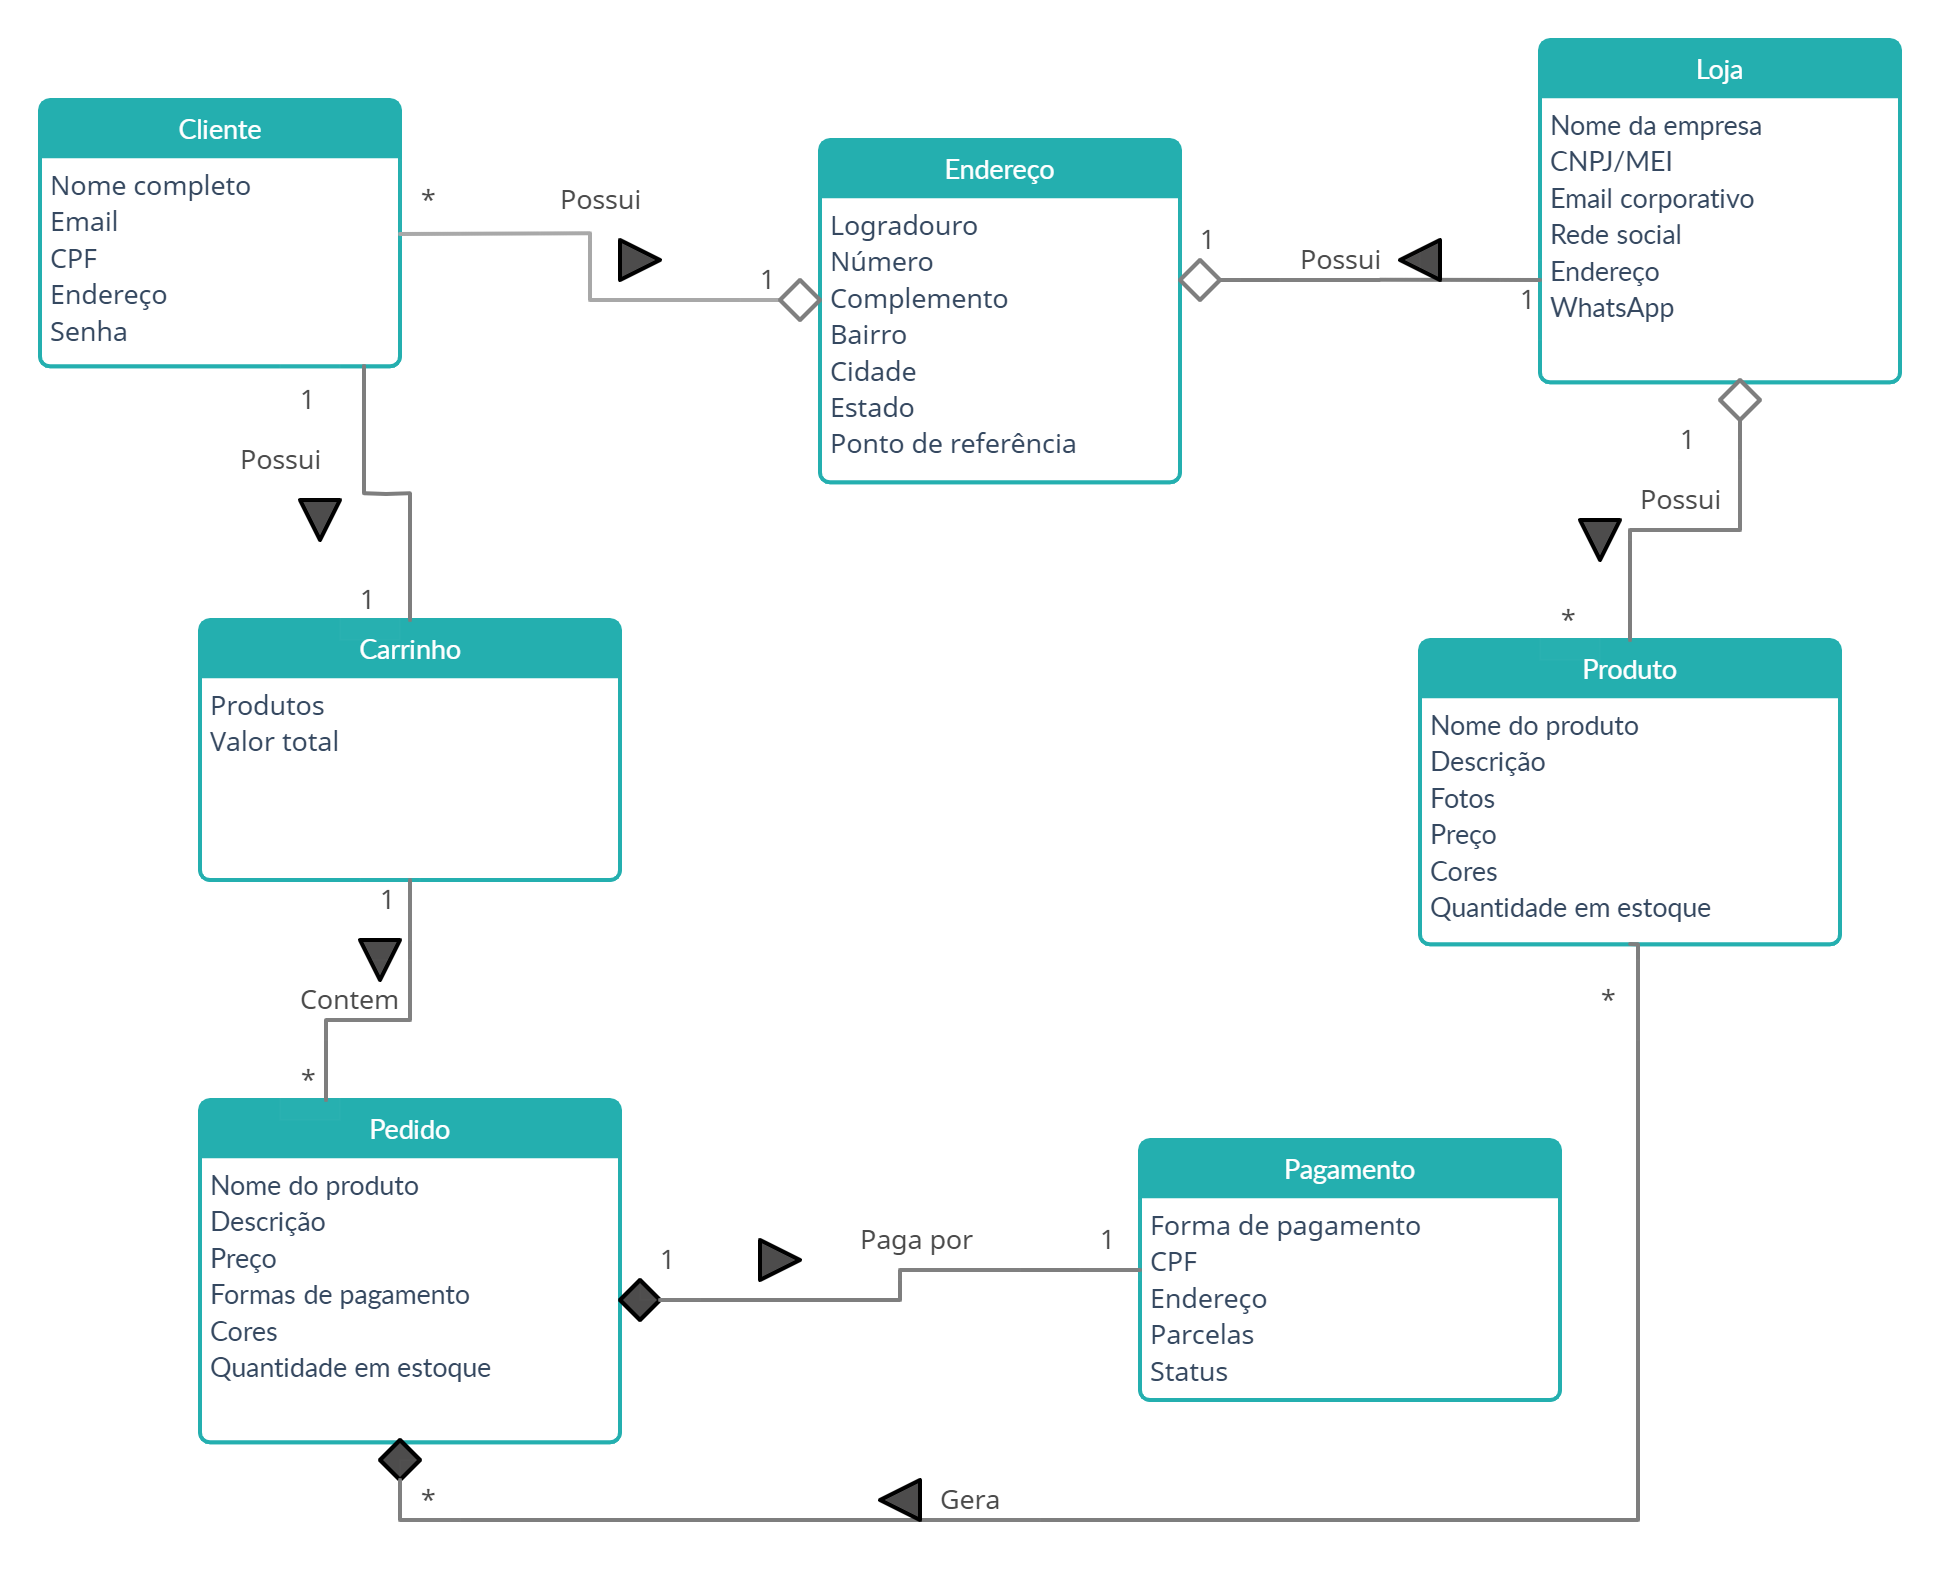 Cliente
Nome completo
Email
CPF
Endereço
Senha
*
Possui
1
Endereço
Logradouro
Número
Complemento
Bairro
Cidade
Estado
Ponto de referência
1
Possui
1
Loja
Nome da empresa
CNPJ/MEI
Email corporativo
Rede social
Endereço
WhatsApp
1
Possui
1
Carrinho
Produtos
Valor total
1
Possui
*
Produto
Nome do produto
Descrição
Fotos
Preço
Cores
Quantidade em estoque
1
Contem
*
Pedido
Nome do produto
Descrição
Preço
Formas de pagamento
Cores
Quantidade em estoque
1
Paga por
1
Pagamento
Forma de pagamento
CPF
Endereço
Parcelas
Status
*
*
Gera